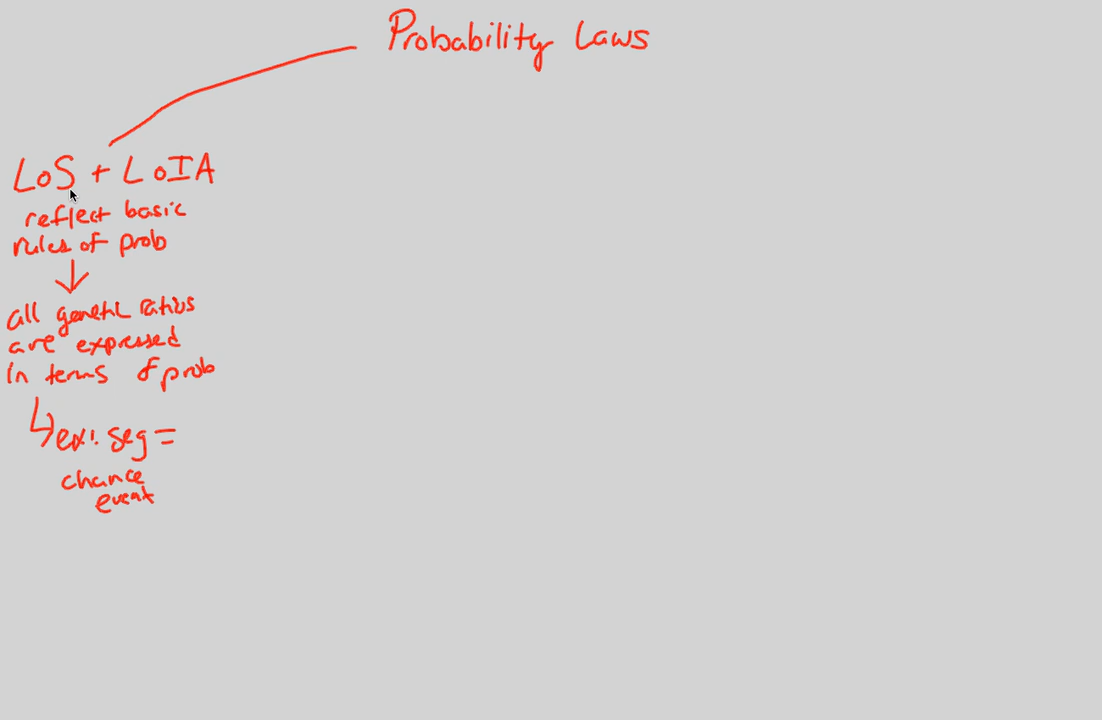 Probability Laws
LoS + LoIA
reflect basic
rules of prob
all genetic ratios
are expressed
in terms of prob
ex: seg =
chance
event